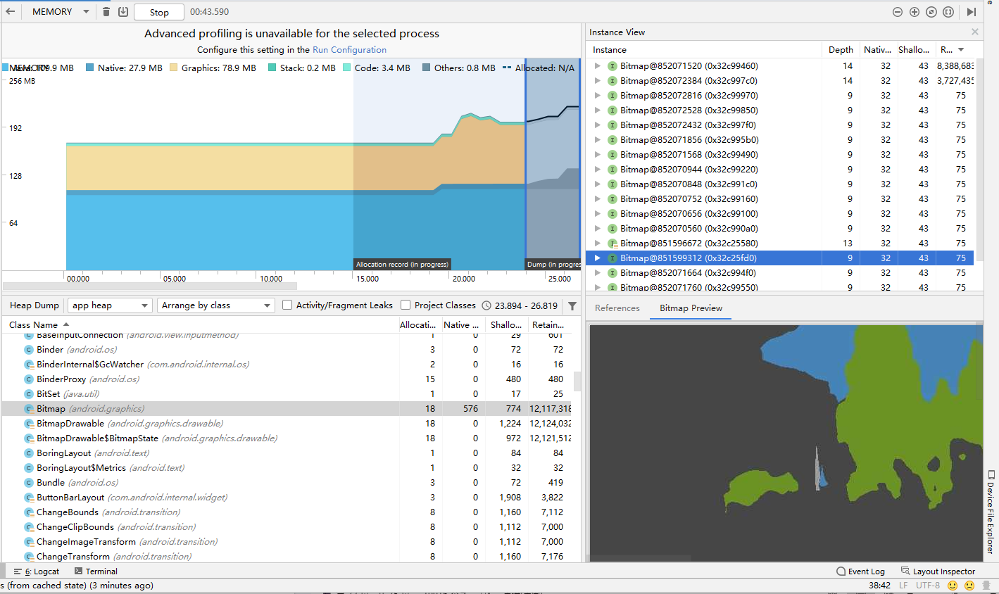 MEMORY
Stop
00:43.590
Advanced profiling is unavailable for the selected process
Configure this setting in the Run Configuration
MEMORY
Native: 27.9 MB
Graphics: 78.9 MB
Stack: 0.2 MB
Code: 3.4 MB
Others: 0.8 MB
Allocated: N/A
256 MB
192
128
64
Allocation record (in progress)
Dump (in progres
00.000
05.000
10.000
15.000
20.000
25.000
Heap Dump
app heap
Arrange by class
Activity/Fragment Leaks
Project Classes
23.894 - 26.819
Class Name Allocati... Native ... Shallo... Retain...
BaseInputConnection (android.view.inputmethod) 1 0 29 601
Binder (android.os) 3 0 72 72
BinderInternal$GcWatcher (com.android.internal.os) 2 0 16 16
BinderProxy (android.os) 15 0 480 480
BitSet (java.util) 1 0 17 25
Bitmap (android.graphics) 18 576 774 12,117,318
BitmapDrawable (android.graphics.drawable) 18 0 1,224 12,124,032
BitmapDrawable$BitmapState (android.graphics.drawable) 18 0 972 12,121,512
BoringLayout (android.text) 1 0 84 84
BoringLayout$Metrics (android.text) 1 0 32 32
Bundle (android.os) 3 0 72 419
ButtonBarLayout (com.android.internal.widget) 3 0 1,908 3,822
ChangeBounds (android.transition) 8 0 1,160 7,112
ChangeClipBounds (android.transition) 8 0 1,112 7,000
ChangeImageTransform (android.transition) 8 0 1,112 7,000
ChangeTransform (android.transition) 8 0 1,160 7,176
Instance View
Instance Depth Nativ... Shallo... R...
Bitmap@852071520 (0x32c99460) 14 32 43 8,388,683
Bitmap@852072384 (0x32c997c0) 14 32 43 3,727,435
Bitmap@852072816 (0x32c99970) 9 32 43 75
Bitmap@852072528 (0x32c99850) 9 32 43 75
Bitmap@852072432 (0x32c997f0) 9 32 43 75
Bitmap@852071856 (0x32c995b0) 9 32 43 75
Bitmap@852071568 (0x32c99490) 9 32 43 75
Bitmap@852070944 (0x32c99220) 9 32 43 75
Bitmap@852070848 (0x32c991c0) 9 32 43 75
Bitmap@852070752 (0x32c99160) 9 32 43 75
Bitmap@852070656 (0x32c99100) 9 32 43 75
Bitmap@852070560 (0x32c990a0) 9 32 43 75
Bitmap@851596672 (0x32c25580) 13 32 43 75
Bitmap@851599312 (0x32c25fd0) 9 32 43 75
Bitmap@852071664 (0x32c994f0) 9 32 43 75
Bitmap@852071760 (0x32c99550) 9 32 43 75
References
Bitmap Preview
Device File Explorer
6: Logcat
Terminal
Event Log
Layout Inspector
s (from cached state) (3 minutes ago)
38:42
LF
UTF-8